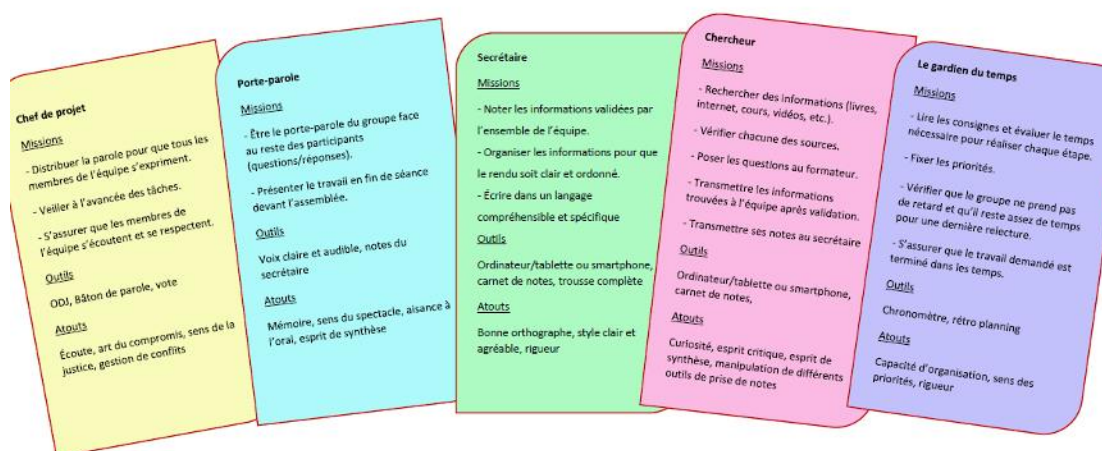 Chef de projet
Missions
- Distribuer la parole pour que tous les
membres de l'équipe s'expriment.
- Veiller à l'avancée des tâches.
- S'assurer que les membres de
l'équipe s'écoutent et se respectent.
Outils
ODJ, Bâton de parole, vote
Atouts
Écoute, art du compromis, sens de la
justice, gestion de conflits
Porte-parole
Missions
- Être le porte-parole du groupe face
au reste des participants
(questions/réponses).
- Présenter le travail en fin de séance
devant l'assemblée.
Outils
Voix claire et audible, notes du
secrétaire
Atouts
Mémoire, sens du spectacle, aisance à
l'oral, esprit de synthèse
Secrétaire
Missions
- Noter les informations validées par
l'ensemble de l'équipe.
- Organiser les informations pour que
le rendu soit clair et ordonné.
- Écrire dans un langage
compréhensible et spécifique
Outils
Ordinateur/tablette ou smartphone,
carnet de notes, trousse complète
Atouts
Bonne orthographe, style clair et
agréable, rigueur
Chercheur
Missions
- Rechercher des informations (livres,
internet, cours, vidéos, etc.).
- Vérifier chacune des sources.
- Poser les questions au formateur.
- Transmettre les informations
trouvées à l'équipe après validation.
- Transmettre ses notes au secrétaire
Outils
Ordinateur/tablette ou smartphone,
carnet de notes,
Atouts
Curiosité, esprit critique, esprit de
synthèse, manipulation de différents
outils de prise de notes
Le gardien du temps
Missions
- Lire les consignes et évaluer le temps
nécessaire pour réaliser chaque étape.
- Fixer les priorités.
- Vérifier que le groupe ne prend pas
de retard et qu'il reste assez de temps
pour une dernière relecture.
- S'assurer que le travail demandé est
terminé dans les temps.
Outils
Chronomètre, rétro planning
Atouts
Capacité d'organisation, sens des
priorités, rigueur